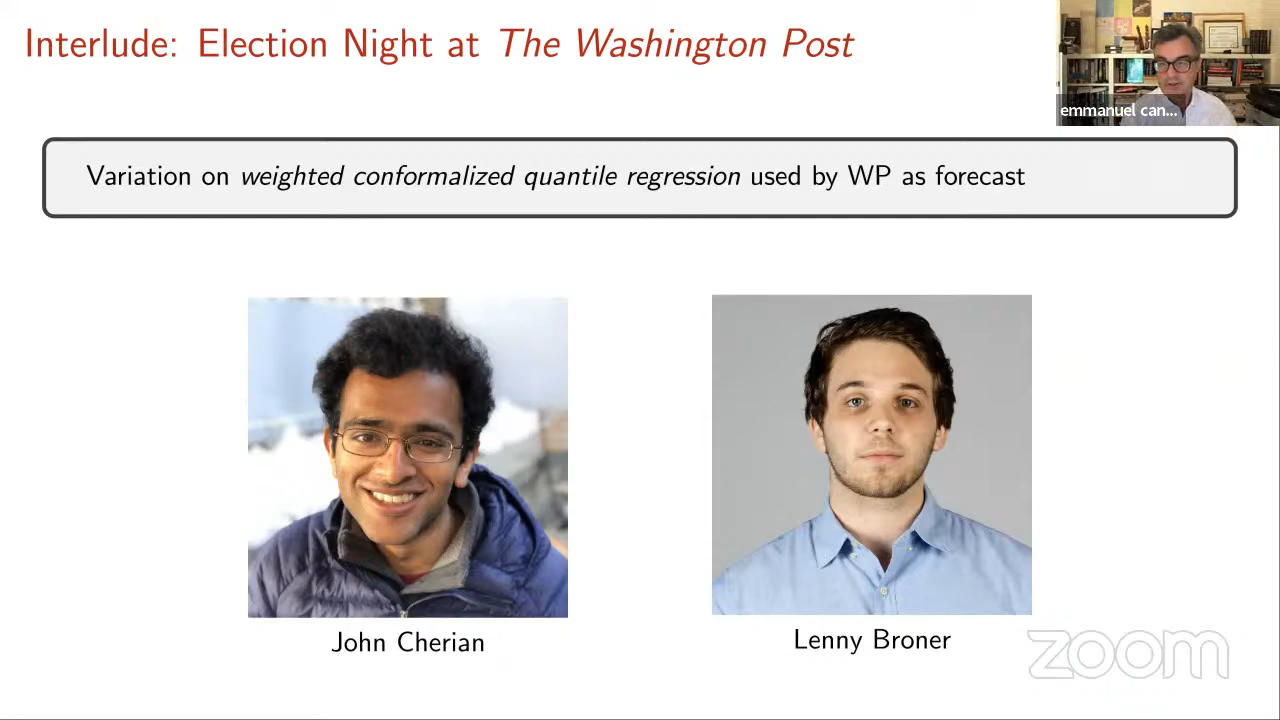 Interlude: Election Night at The Washington Post
emmanuel can...
Variation on weighted conformalized quantile regression used by WP as forecast
John Cherian
Lenny Broner
zoom